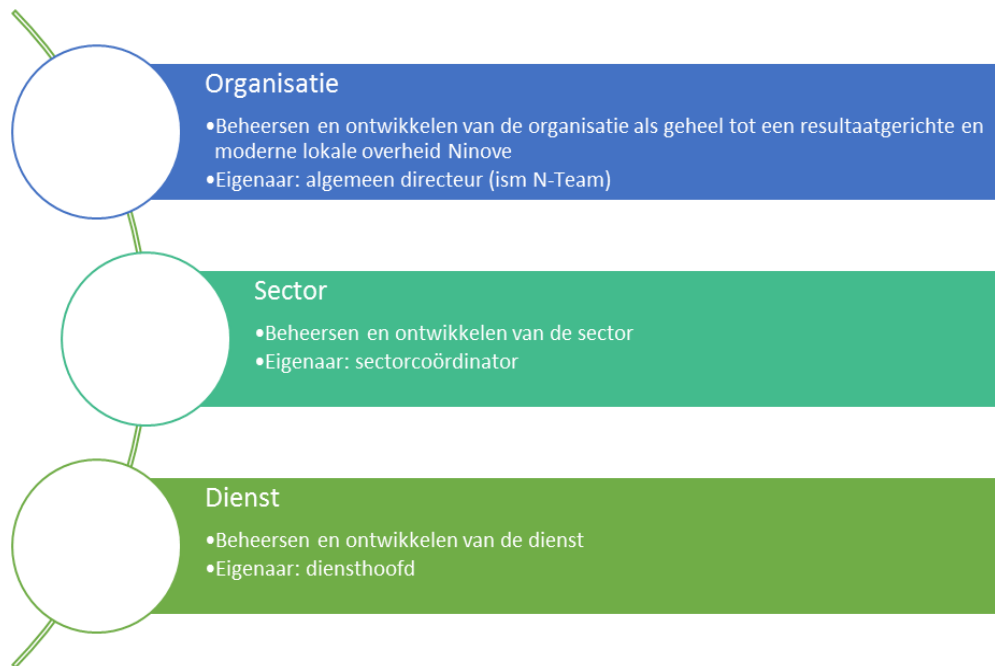 Organisatie
•Beheersen en ontwikkelen van de organisatie als geheel tot een resultaatgerichte en
moderne lokale overheid Ninove
•Eigenaar: algemeen directeur (ism N-Team)
Sector
•Beheersen en ontwikkelen van de sector
•Eigenaar: sectorcoördinator
Dienst
•Beheersen en ontwikkelen van de dienst
•Eigenaar: diensthoofd